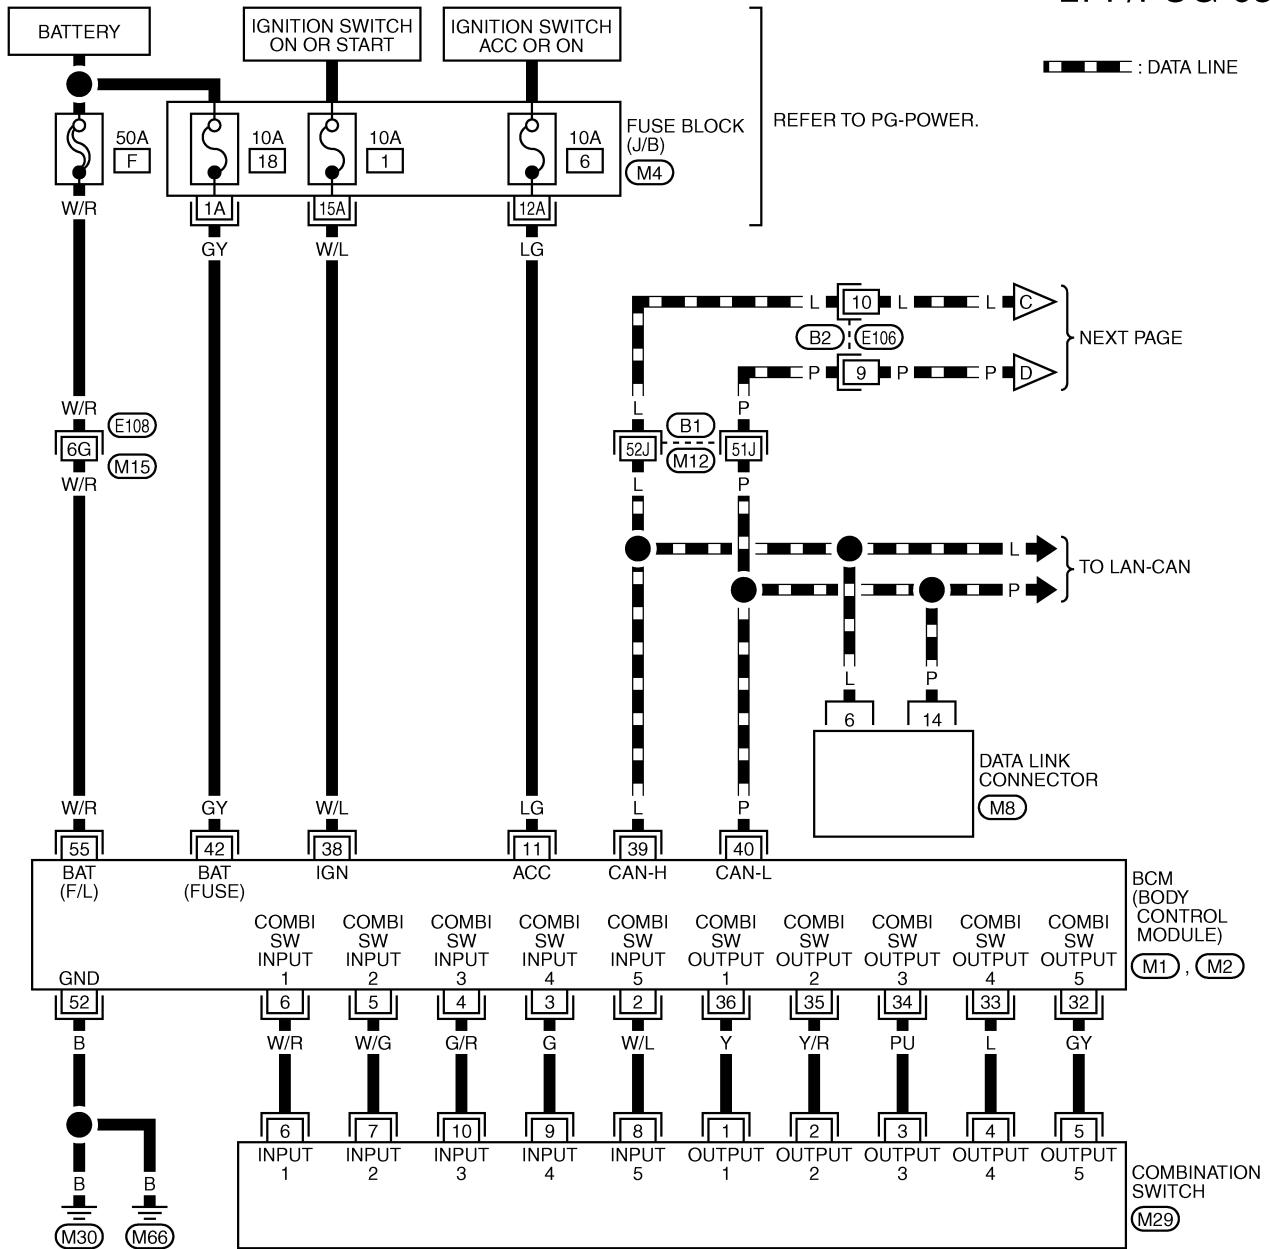 BATTERY
IGNITION SWITCH
ON OR START
IGNITION SWITCH
ACC OR ON
: DATA LINE
50A
F
10A
18
10A
1
10A
6
FUSE BLOCK
(J/B)
M4
REFER TO PG-POWER.
W/R
1A
15A
12A
GY
W/L
LG
L
10
L
L
C
B2
E106
NEXT PAGE
P
9
P
P
D
W/R
E108
L
B1
P
6G
52J
51J
M15
M12
W/R
L
P
L
TO LAN-CAN
P
L
P
6
14
DATA LINK
CONNECTOR
M8
W/R
GY
W/L
LG
L
P
55
42
38
11
39
40
BAT
(F/L)
BAT
(FUSE)
IGN
ACC
CAN-H
CAN-L
BCM
(BODY
CONTROL
MODULE)
M1 , M2
GND
COMBI
SW
INPUT
1
COMBI
SW
INPUT
2
COMBI
SW
INPUT
3
COMBI
SW
INPUT
4
COMBI
SW
INPUT
5
COMBI
SW
OUTPUT
1
COMBI
SW
OUTPUT
2
COMBI
SW
OUTPUT
3
COMBI
SW
OUTPUT
4
COMBI
SW
OUTPUT
5
52
6
5
4
3
2
36
35
34
33
32
B
W/R
W/G
G/R
G
W/L
Y
Y/R
PU
L
GY
6
7
10
9
8
1
2
3
4
5
INPUT
1
INPUT
2
INPUT
3
INPUT
4
INPUT
5
OUTPUT
1
OUTPUT
2
OUTPUT
3
OUTPUT
4
OUTPUT
5
COMBINATION
SWITCH
M29
B
B
M30
M66